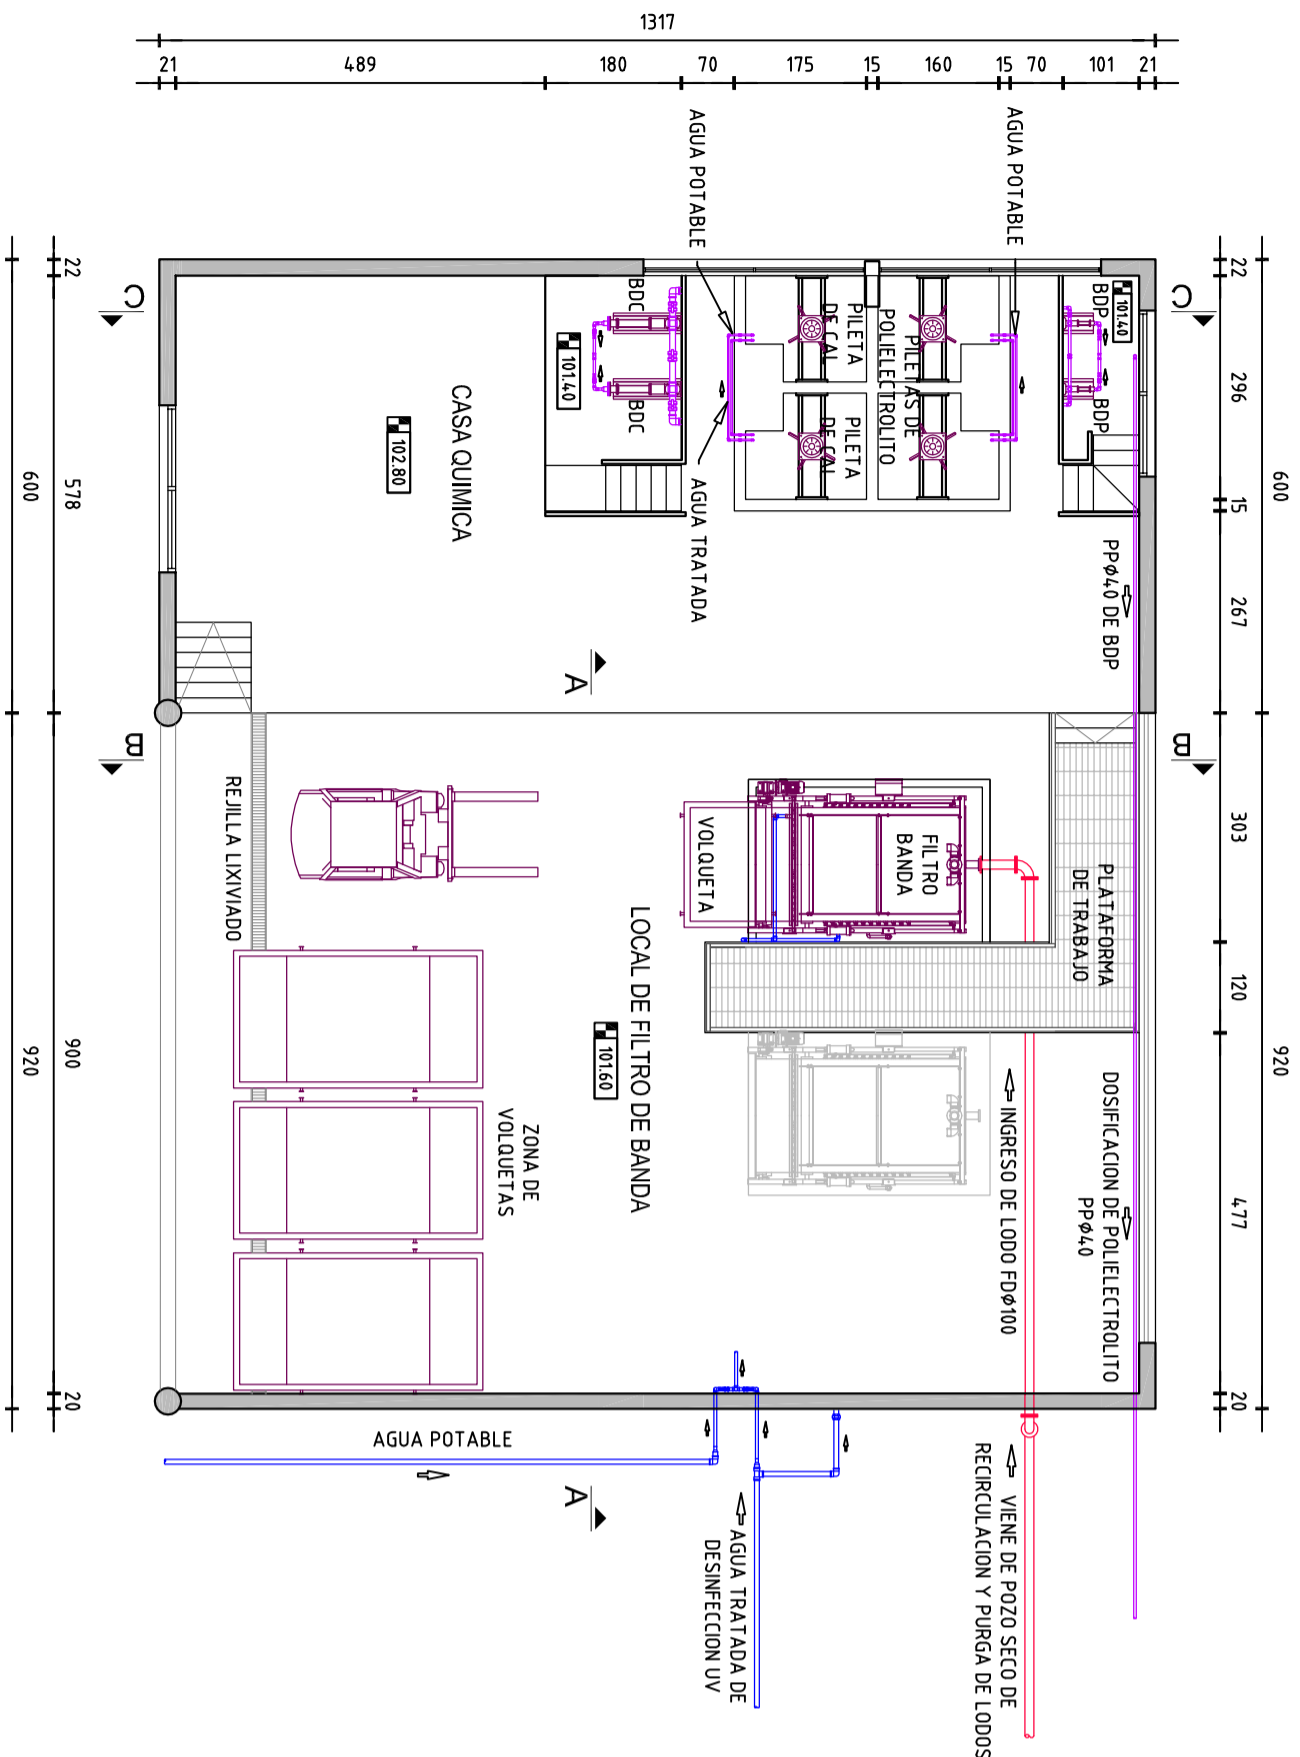 1317
21
489
180
70
175
15
160
15
70
101
21
AGUA POTABLE
AGUA POTABLE
22
22
C
C
BDC
BDC
101.40
PILETA
DE CAL
PILETA
DE CAL
PILETAS DE
POLIELECTROLITO
BDP
BDP
101.40
296
15
267
600
600
578
CASA QUIMICA
102.80
AGUA TRATADA
PPφ40 DE BDP
A
B
B
REJILLA LIXIVIADO
VOLQUETA
FILTRO
BANDA
PLATAFORMA
DE TRABAJO
303
120
477
20
920
LOCAL DE FILTRO DE BANDA
101.60
ZONA DE
VOLQUETAS
INGRESO DE LODO FDφ100
DOSIFICACION DE POLIELECTROLITO
PPφ40
900
920
20
AGUA POTABLE
A
AGUA TRATADA DE
DESINFECCION UV
VIENE DE POZO SECO DE
RECIRCULACION Y PURGA DE LODOS